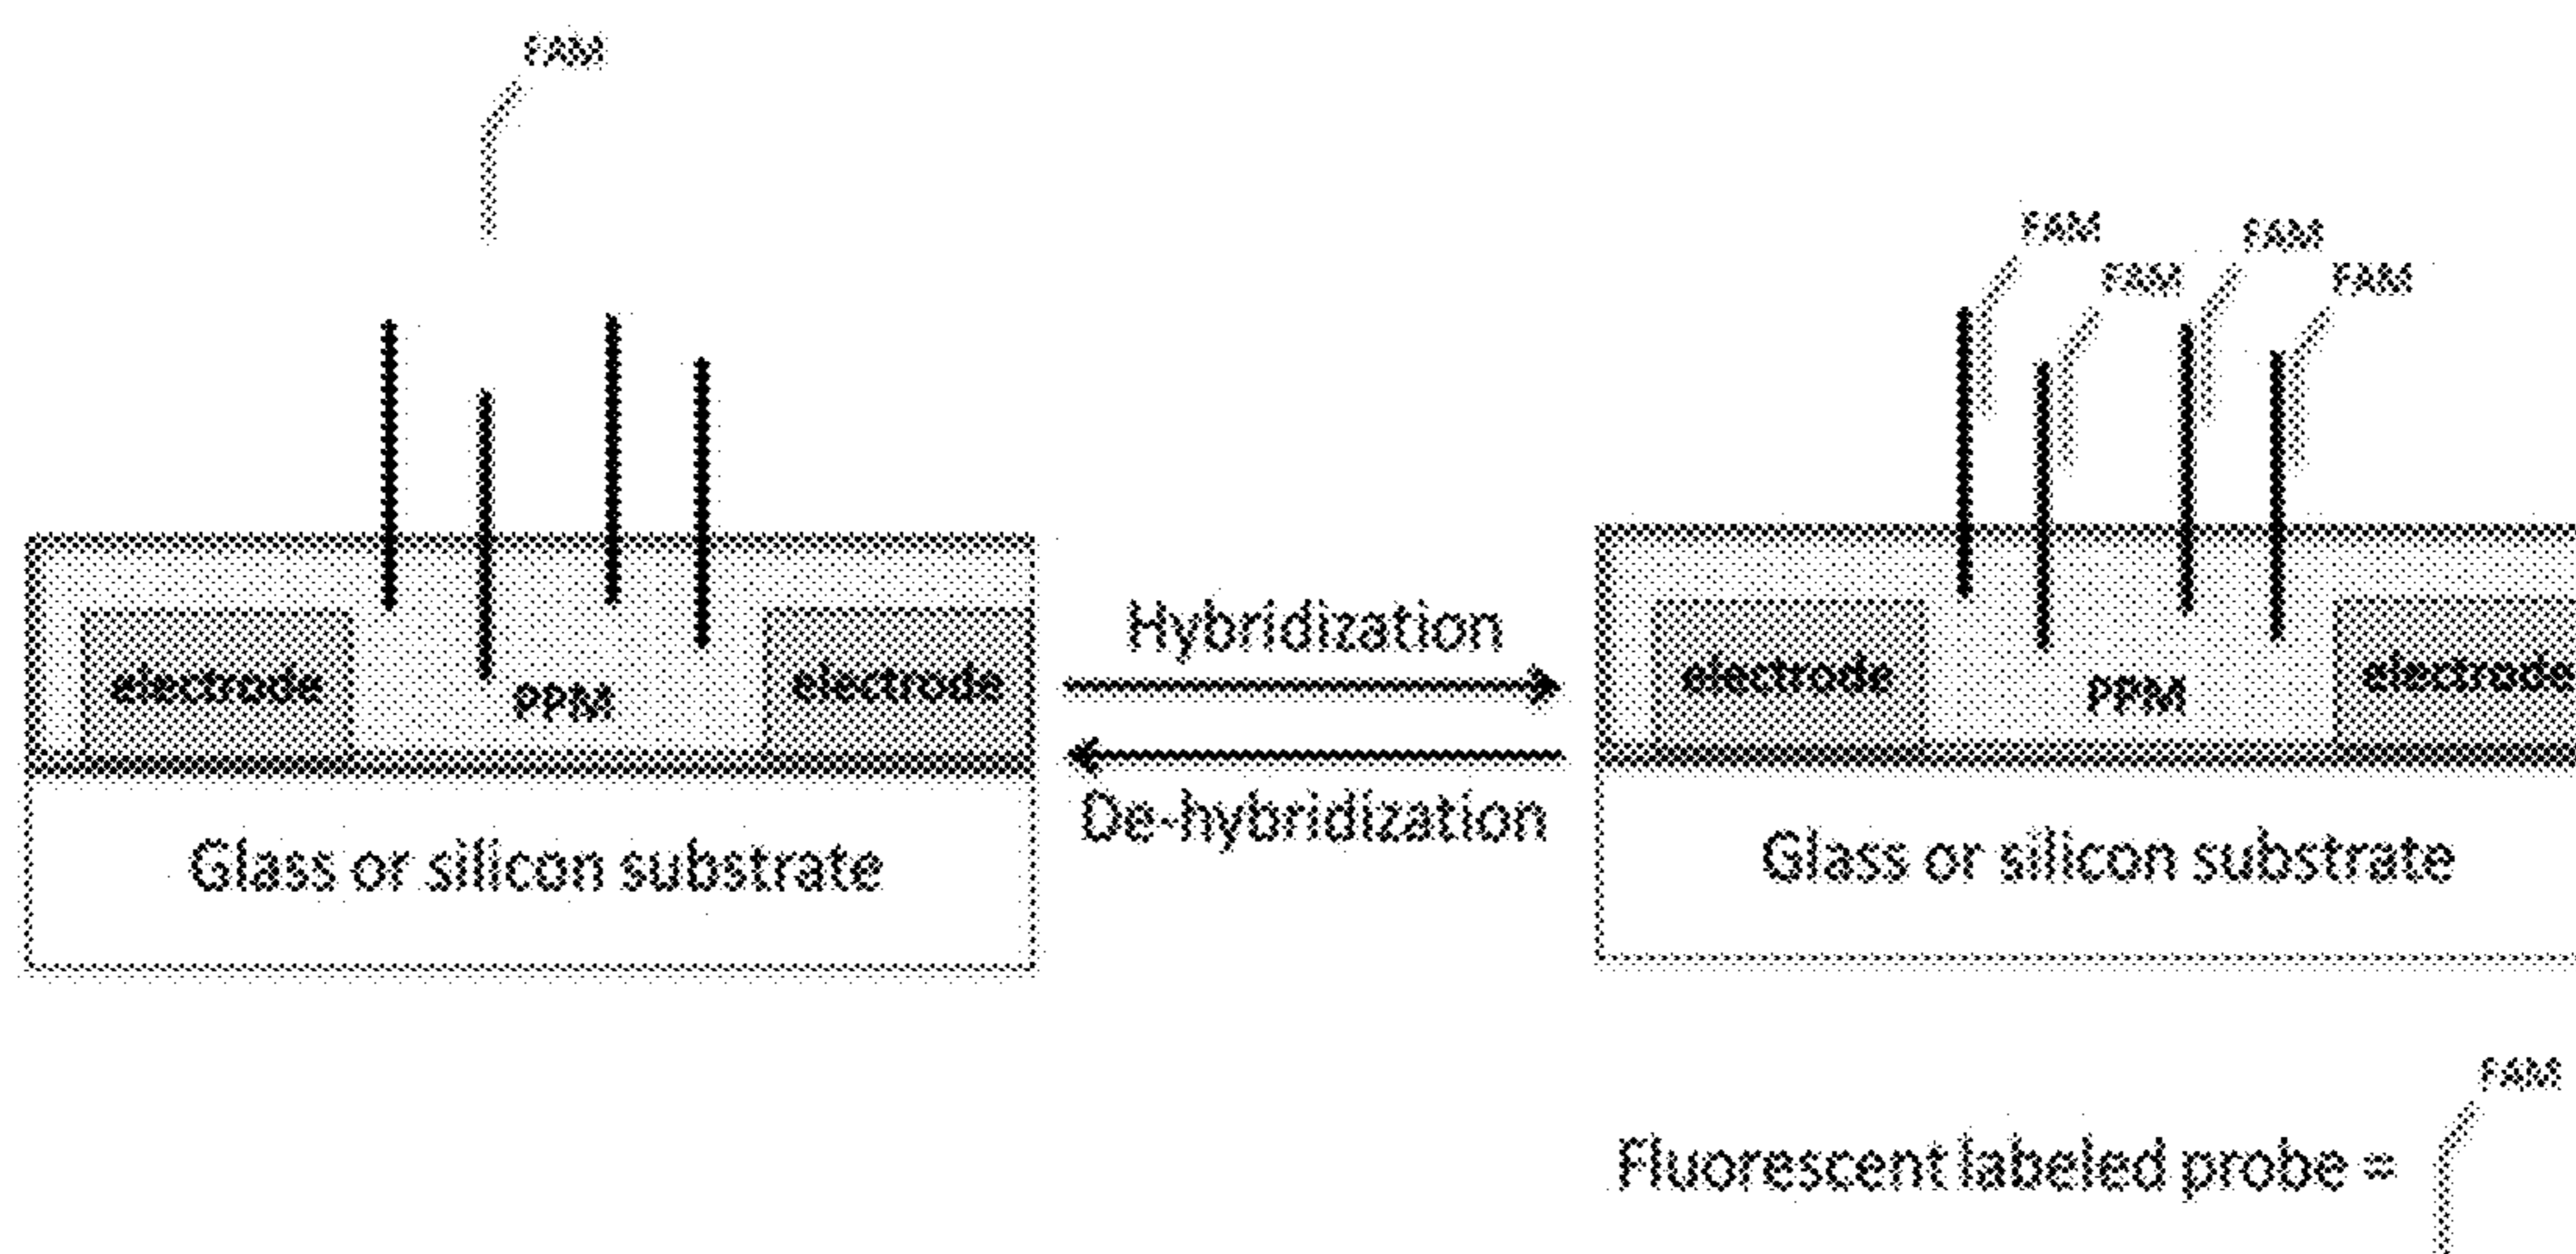 FAM
FAM
FAM
FAM
FAM
electrode
PPM
electrode
Hybridization
De-hybridization
electrode
PPM
electrode
Glass or silicon substrate
Glass or silicon substrate
FAM
Fluorescent labeled probe =